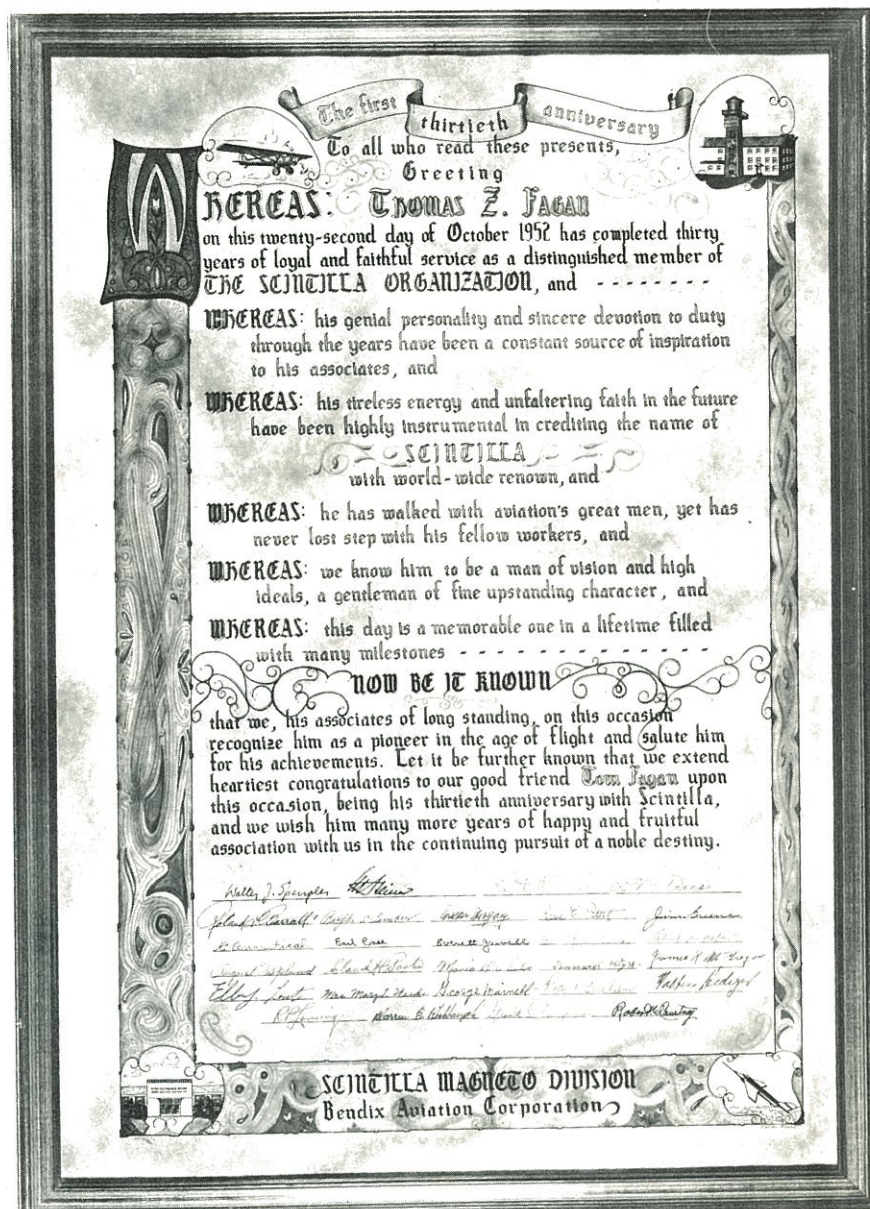 The first thirtieth anniversary
To all who read these presents,
Greeting
WHEREAS: THOMAS Z. FAGAN
on this twenty-second day of October 1952 has completed thirty
years of loyal and faithful service as a distinguished member of
THE SCINTILLA ORGANIZATION, and - - - - - - - -
WHEREAS: his genial personality and sincere devotion to duty
through the years have been a constant source of inspiration
to his associates, and
WHEREAS: his tireless energy and unfaltering faith in the future
have been highly instrumental in crediting the name of
SCINTILLA
with world-wide renown, and
WHEREAS: he has walked with aviation's great men, yet has
never lost step with his fellow workers, and
WHEREAS: we know him to be a man of vision and high
ideals, a gentleman of fine upstanding character, and
WHEREAS: this day is a memorable one in a lifetime filled
with many milestones - - - - - - - - - - - - -
NOW BE IT KNOWN
that we, his associates of long standing, on this occasion
recognize him as a pioneer in the age of flight and salute him
for his achievements. Let it be further known that we extend
heartiest congratulations to our good friend Tom Fagan upon
this occasion, being his thirtieth anniversary with Scintilla,
and we wish him many more years of happy and fruitful
association with us in the continuing pursuit of a noble destiny.
Walter J. Spengler
Earl Everett
George Marnell
Warren B.
SCINTILLA MAGNETO DIVISION
Bendix Aviation Corporation